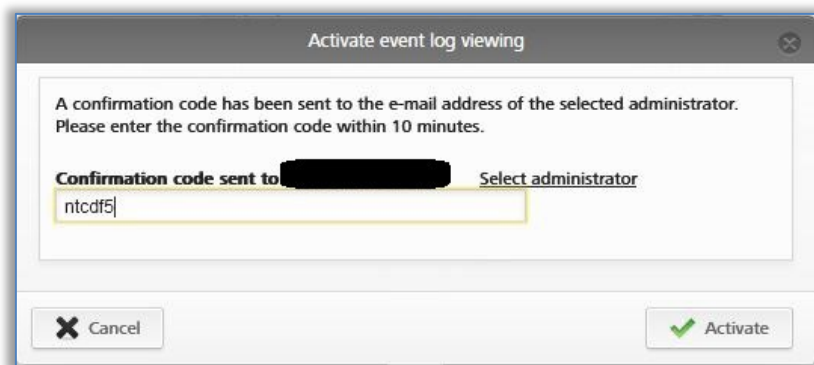 Activate event log viewing
A confirmation code has been sent to the e-mail address of the selected administrator.
Please enter the confirmation code within 10 minutes.
Confirmation code sent to Select administrator
ntcdf5
Cancel Activate